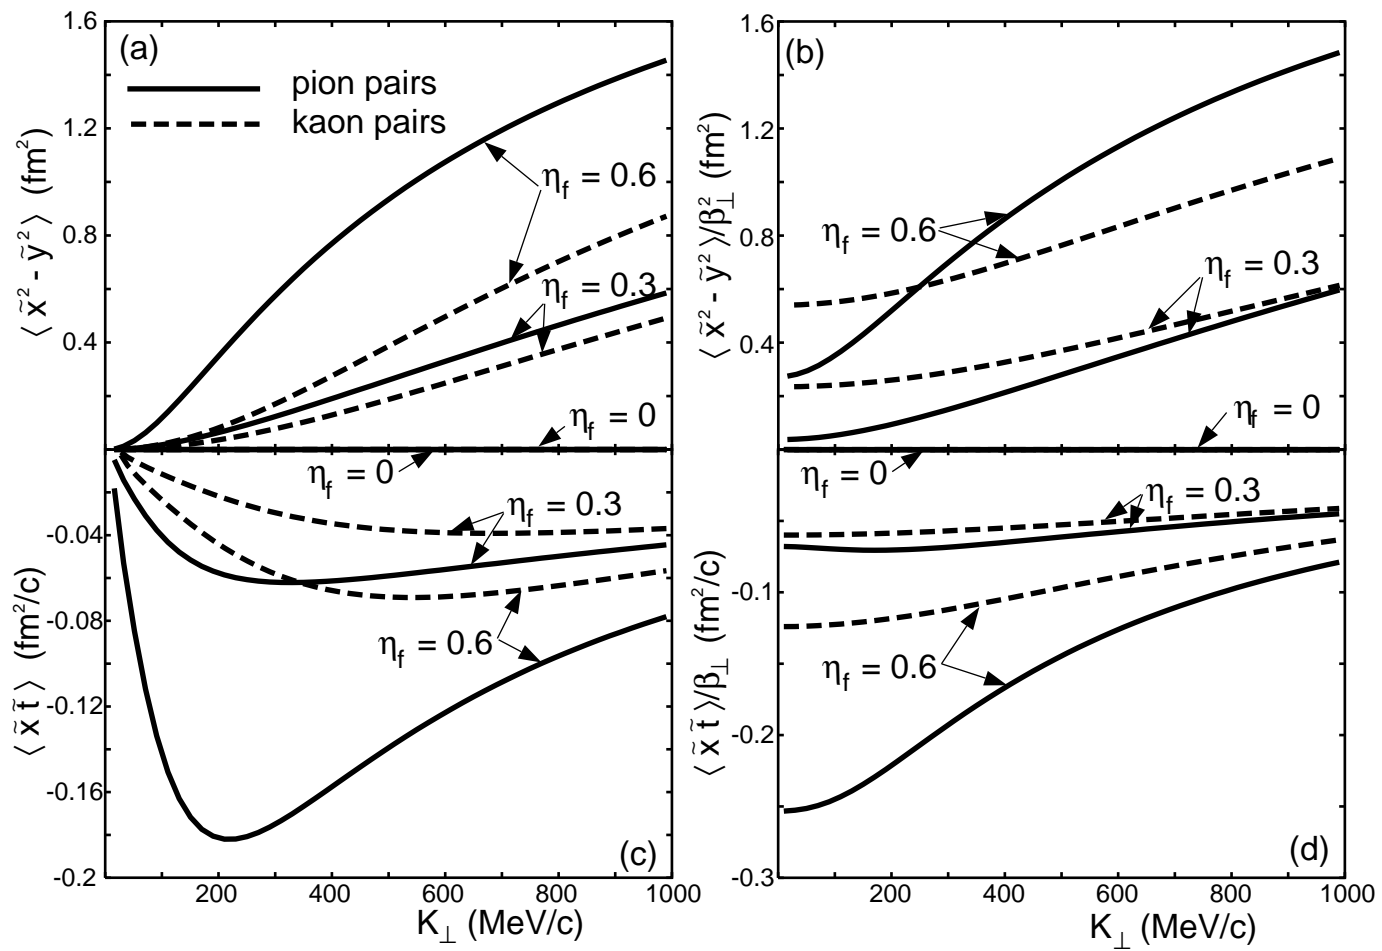 (a)
pion pairs
kaon pairs
η_f = 0.6
η_f = 0.3
η_f = 0
⟨ x̃² - ỹ² ⟩ (fm²)
1.6
1.2
0.8
0.4
(b)
η_f = 0.6
η_f = 0.3
η_f = 0
⟨ x̃² - ỹ² ⟩/β⊥² (fm²)
1.6
1.2
0.8
0.4
η_f = 0
η_f = 0.3
η_f = 0.6
(c)
⟨ x̃ t̃ ⟩ (fm²/c)
-0.04
-0.08
-0.12
-0.16
-0.2
200 400 600 800 1000
K⊥ (MeV/c)
η_f = 0
η_f = 0.3
η_f = 0.6
(d)
⟨ x̃ t̃ ⟩/β⊥ (fm²/c)
-0.1
-0.2
-0.3
200 400 600 800 1000
K⊥ (MeV/c)